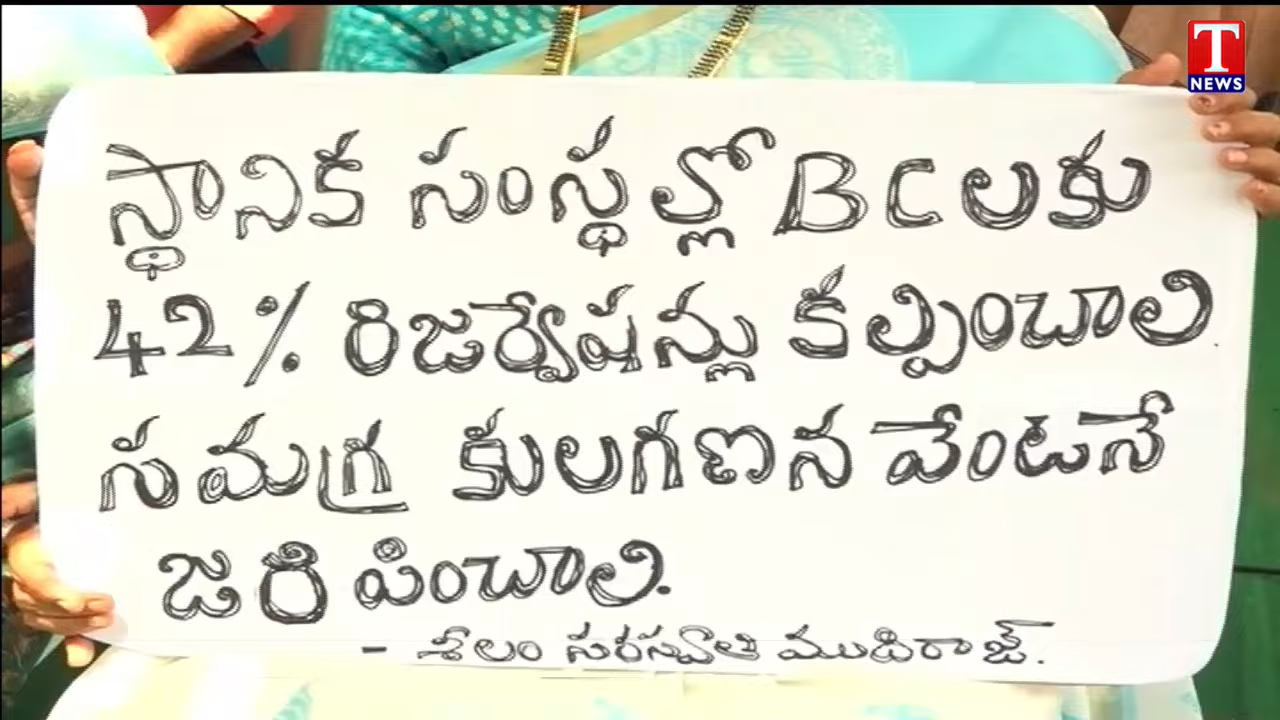 T
NEWS
స్థానిక సంస్థల్లో BC లకు
42% రిజర్వేషన్లు కల్పించాలి
సమగ్ర కులగణన వేంటనే
జరిపించాలి.
- శేలం సరస్వతి ముదిరాజ్.